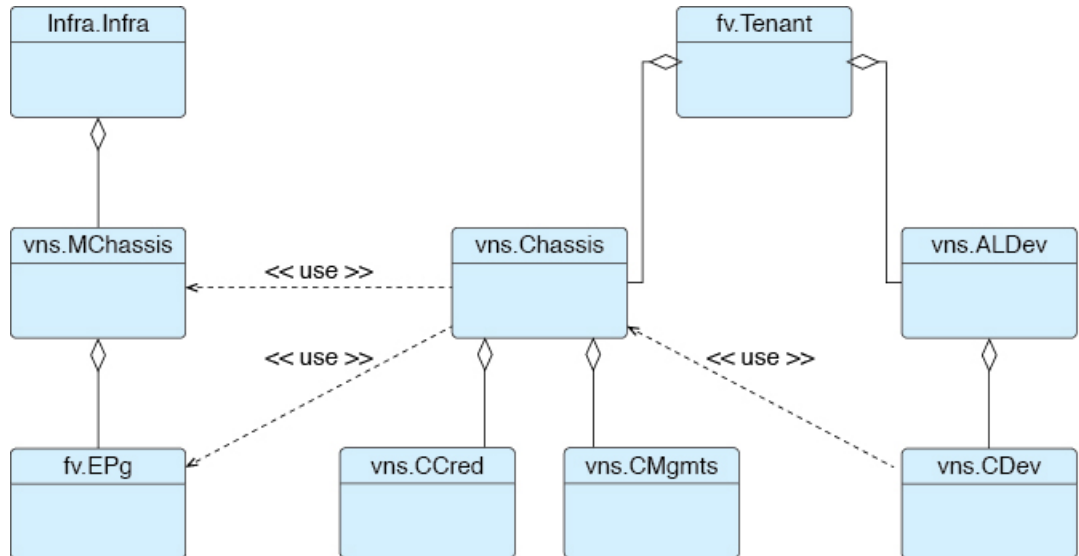 Infra.Infra
fv.Tenant
vns.MChassis
vns.Chassis
vns.ALDev
<< use >>
<< use >>
<< use >>
fv.EPg
vns.CCred
vns.CMgmts
vns.CDev